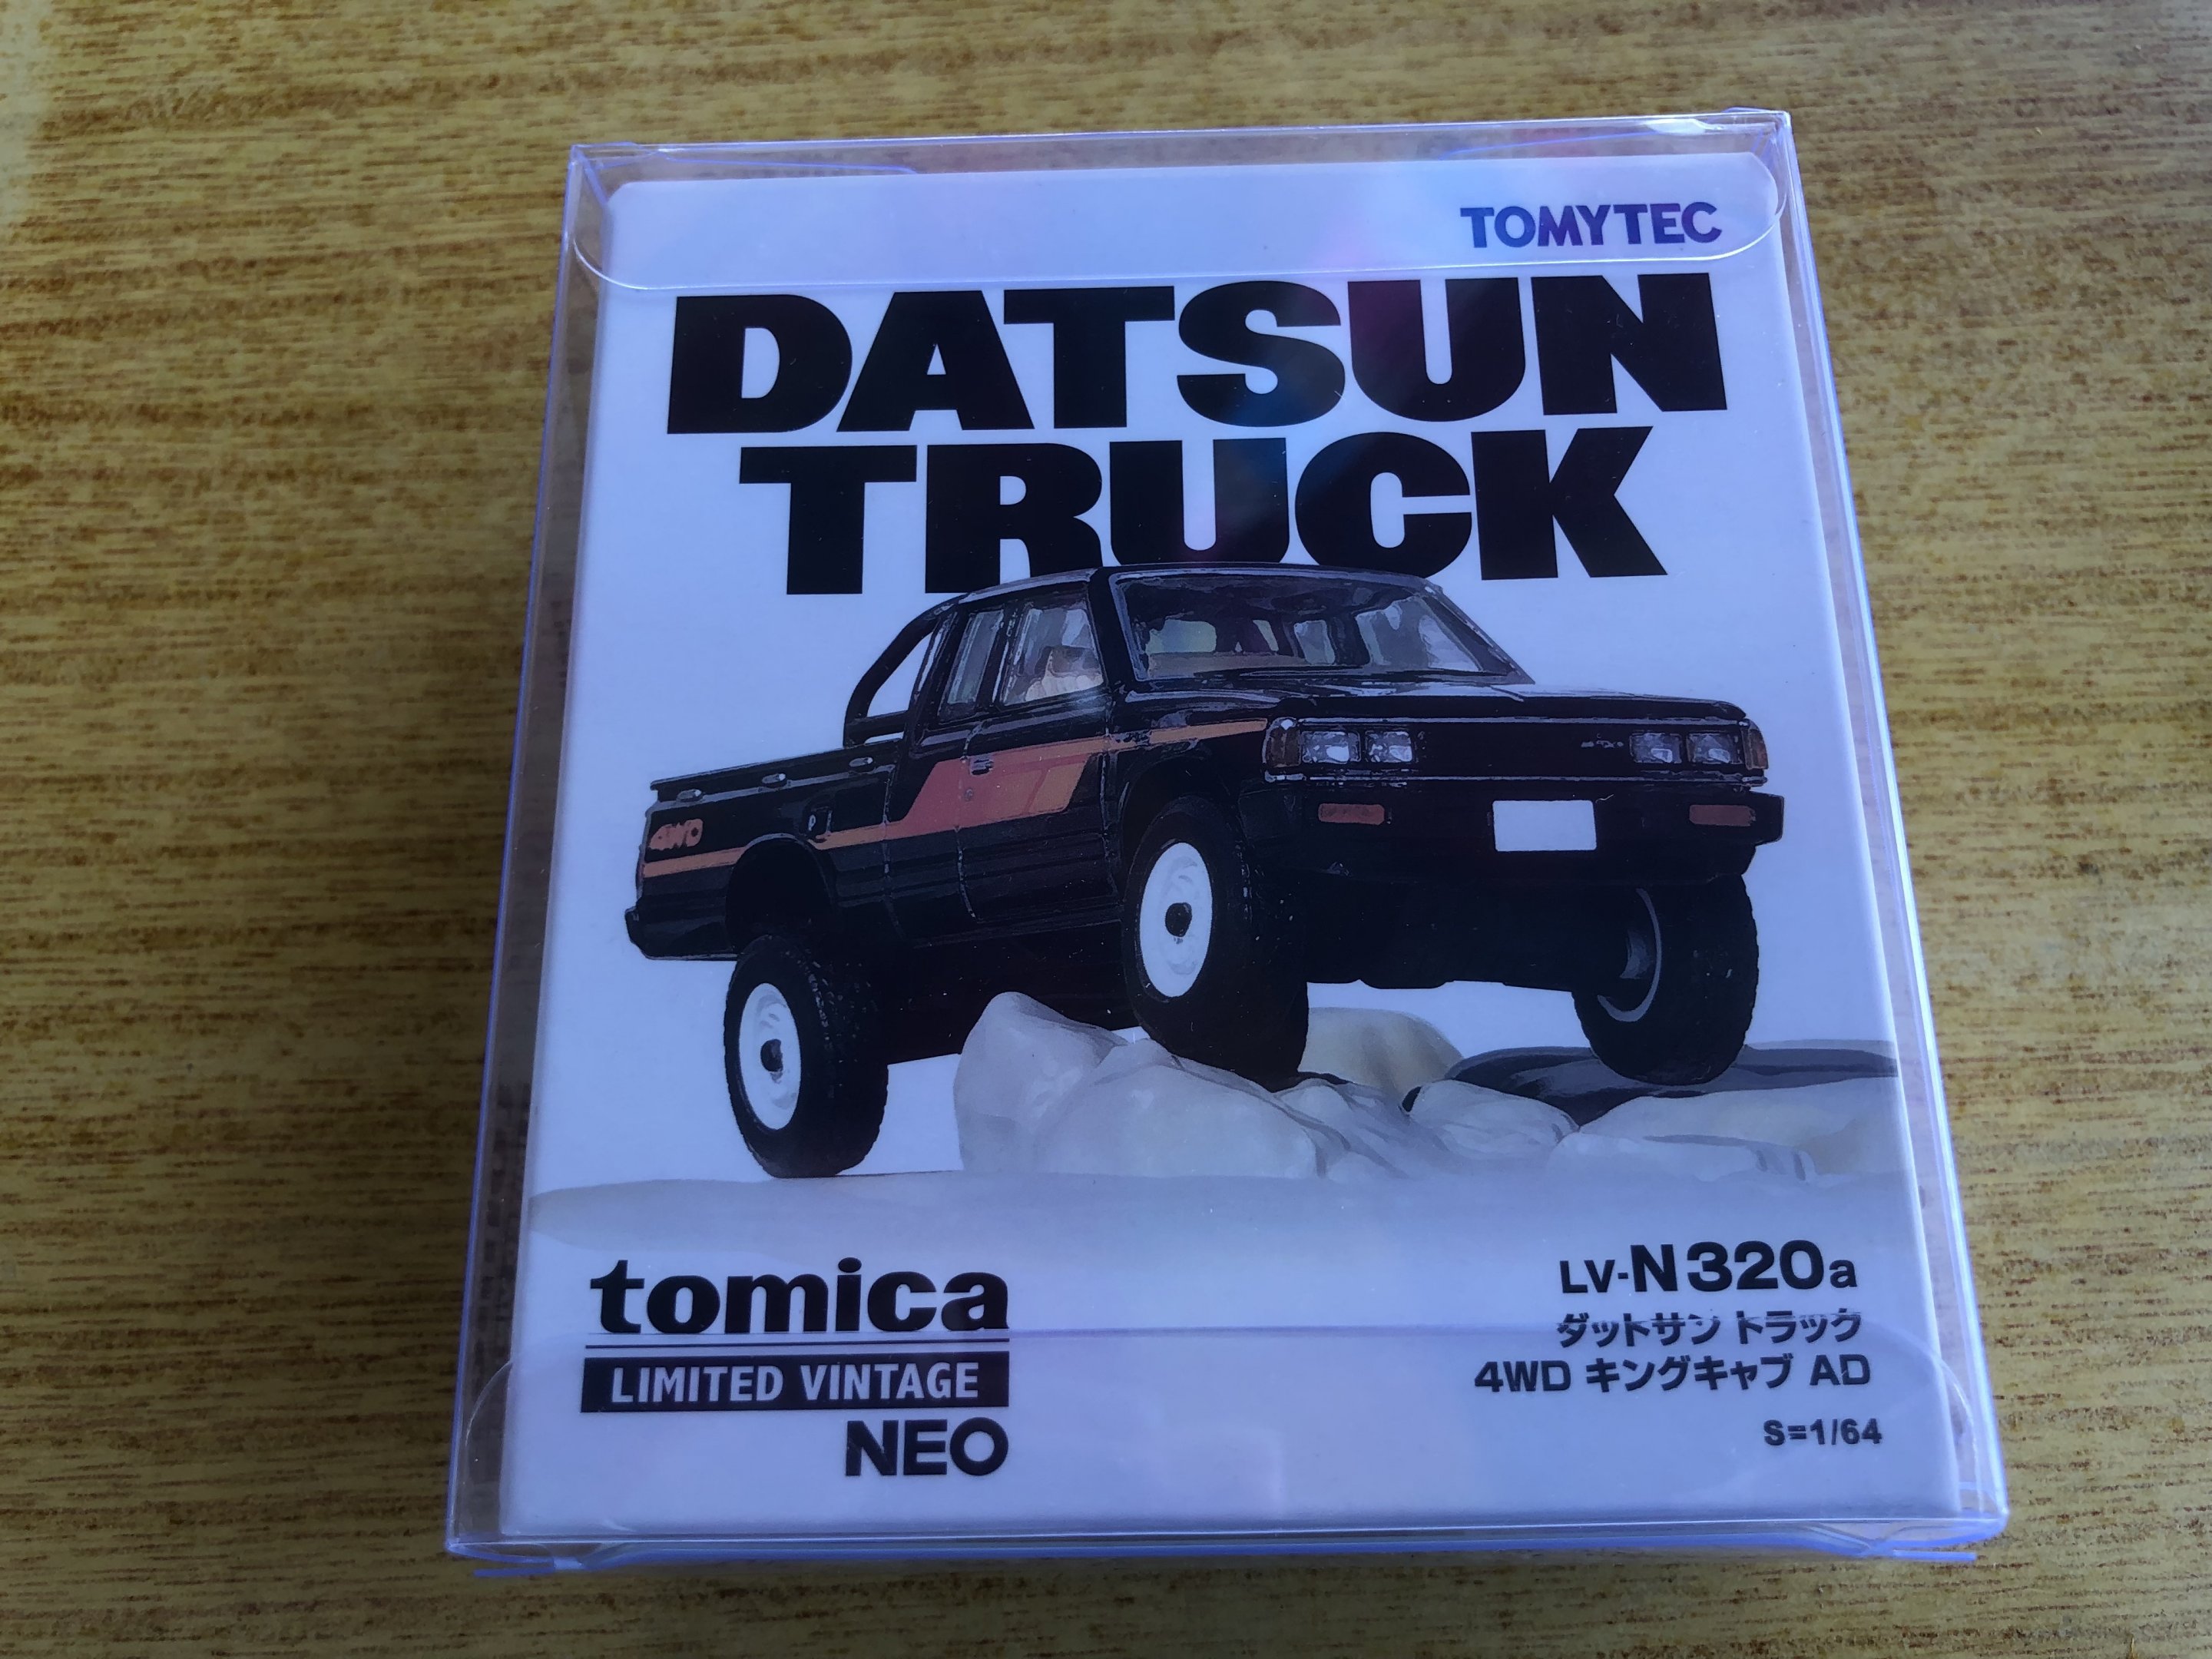 TOMYTEC
DATSUN
TRUCK
4WD
tomica
LIMITED VINTAGE
NEO
LV-N320a
ダットサン トラック
4WD キングキャブ AD
S=1/64